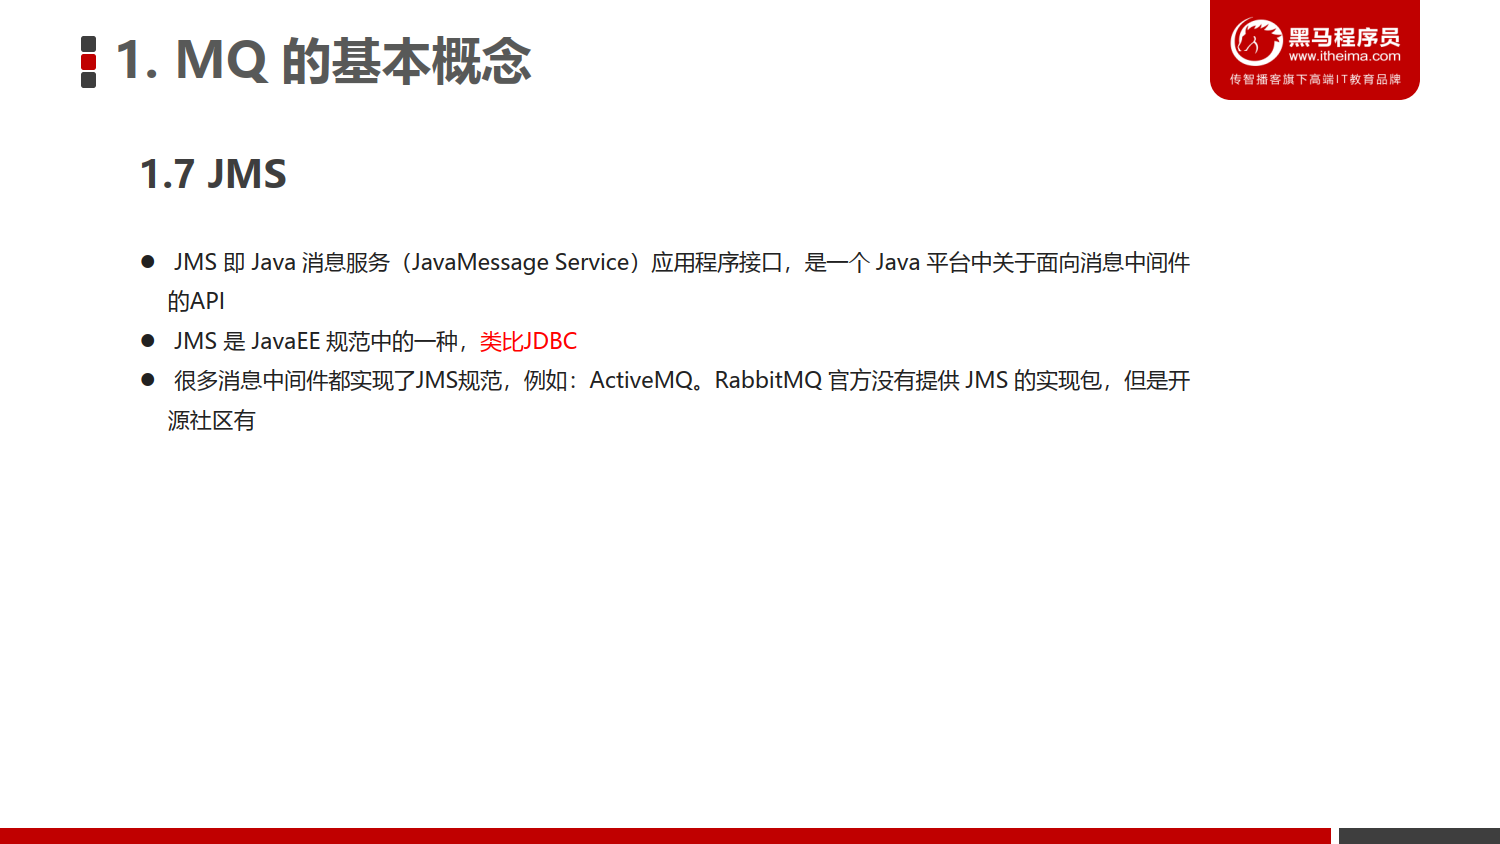 1. MQ 的基本概念
黑马程序员
www.itheima.com
传智播客旗下高端IT教育品牌
1.7 JMS
● JMS 即 Java 消息服务（JavaMessage Service）应用程序接口，是一个 Java 平台中关于面向消息中间件
的API
● JMS 是 JavaEE 规范中的一种，类比JDBC
● 很多消息中间件都实现了JMS规范，例如：ActiveMQ。RabbitMQ 官方没有提供 JMS 的实现包，但是开
源社区有